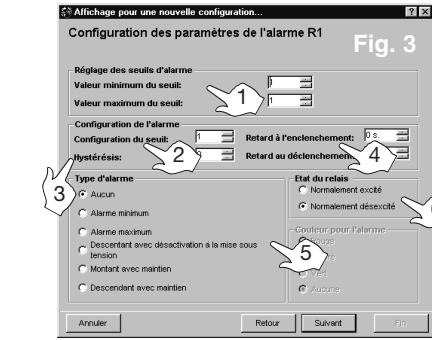 Affichage pour une nouvelle configuration...
Configuration des paramètres de l'alarme R1
Fig. 3
Réglage des seuils d'alarme
Valeur minimum du seuil:
1
Valeur maximum du seuil:
1
Configuration de l'alarme
Configuration du seuil:
1
Retard à l'enclenchement:
0 s.
Hystérésis:
2
Retard au déclenchement
4
3
Type d'alarme
Aucun
Alarme minimum
Alarme maximum
Descentant avec désactivation á la mise sous
tension
Montant avec maintien
Descendant avec maintien
Etat du relais
Normalement excité
Normalement désexcité
Couleur pour l'alarme
Rouge
5
Vert
Aucune
Annuler
Retour
Suivant
Fin